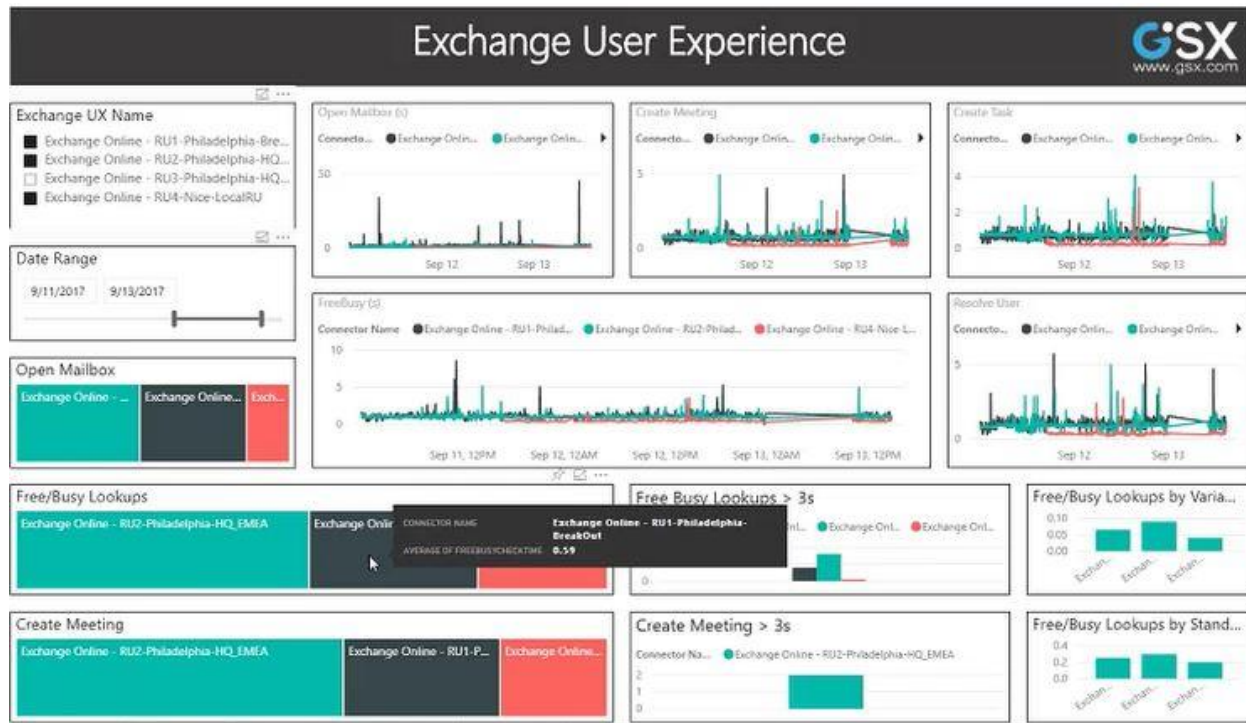 Exchange User Experience
GSX
www.gsx.com
Exchange UX Name
Exchange Online - RU1-Philadelphia-Bre...
Exchange Online - RU2-Philadelphia-HQ...
Exchange Online - RU3-Philadelphia-HQ...
Exchange Online - RU4-Nice-LocalRU
Date Range
9/11/2017 9/13/2017
Open Mailbox
Exchange Online - ... Exchange Online... Exch...
Open Mailbox (s)
Connecto... Exchange Onlin... Exchange Onlin...
50
0
Sep 12 Sep 13
Create Meeting
Connecto... Exchange Onlin... Exchange Onlin...
5
0
Sep 12 Sep 13
Create Task
Connecto... Exchange Onlin... Exchange Onlin...
4
2
0
Sep 12 Sep 13
FreeBusy (s)
Connector Name Exchange Online - RU1-Philad... Exchange Online - RU2-Philad... Exchange Online - RU4-Nice-L...
10
5
0
Sep 11, 12PM Sep 12, 12AM Sep 12, 12PM Sep 13, 12AM Sep 13, 12PM
Resolve User
Connecto... Exchange Onlin... Exchange Onlin...
5
0
Sep 12 Sep 13
Free/Busy Lookups
Exchange Online - RU2-Philadelphia-HQ_EMEA Exchange Onlin
CONNECTOR NAME Exchange Online - RU1-Philadelphia-
BreakOut
AVERAGE OF FREEBUSYCHECKTIME 0.59
Free Busy Lookups > 3s
Onl... Exchange Onl... Exchange Onl...
0
Free/Busy Lookups by Varia...
0.10
0.05
0.00
Exchan... Exchan... Exchan...
Create Meeting
Exchange Online - RU2-Philadelphia-HQ_EMEA Exchange Online - RU1-P... Exchange Online...
Create Meeting > 3s
Connector Na... Exchange Online - RU2-Philadelphia-HQ_EMEA
2
1
0
Free/Busy Lookups by Stand...
0.4
0.2
0.0
Exchan... Exchan... Exchan...